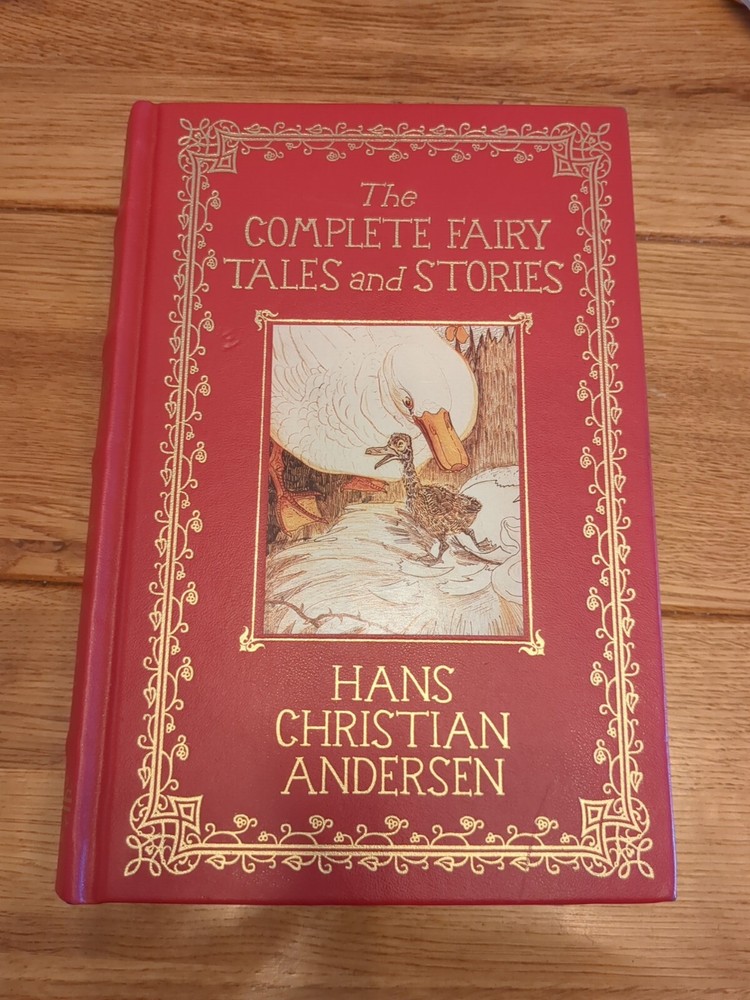 The
COMPLETE FAIRY
TALES and STORIES
HANS
CHRISTIAN
ANDERSEN